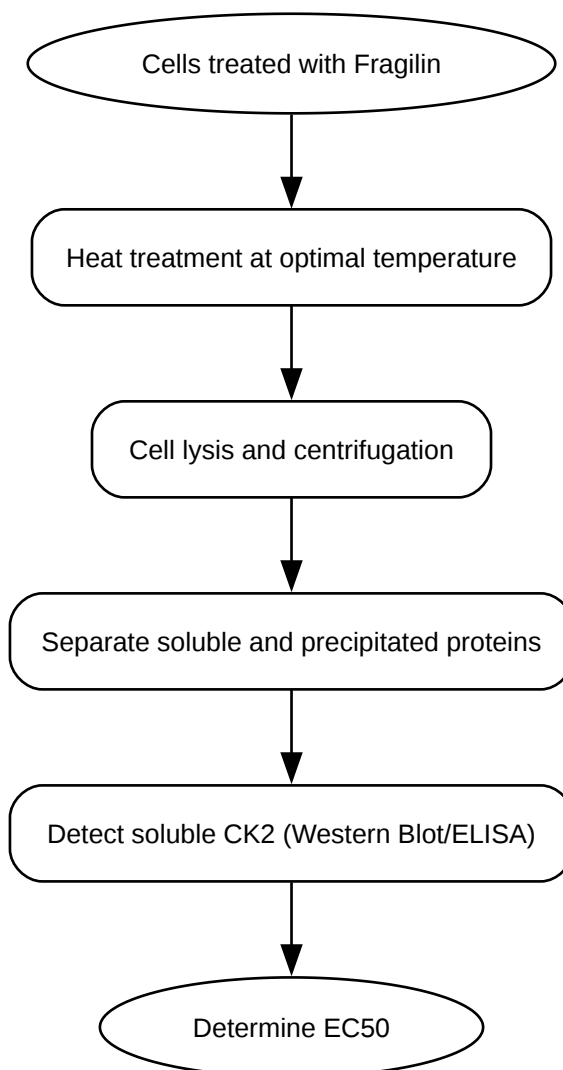 Cells treated with Fragilin
Heat treatment at optimal temperature
Cell lysis and centrifugation
Separate soluble and precipitated proteins
Detect soluble CK2 (Western Blot/ELISA)
Determine EC50